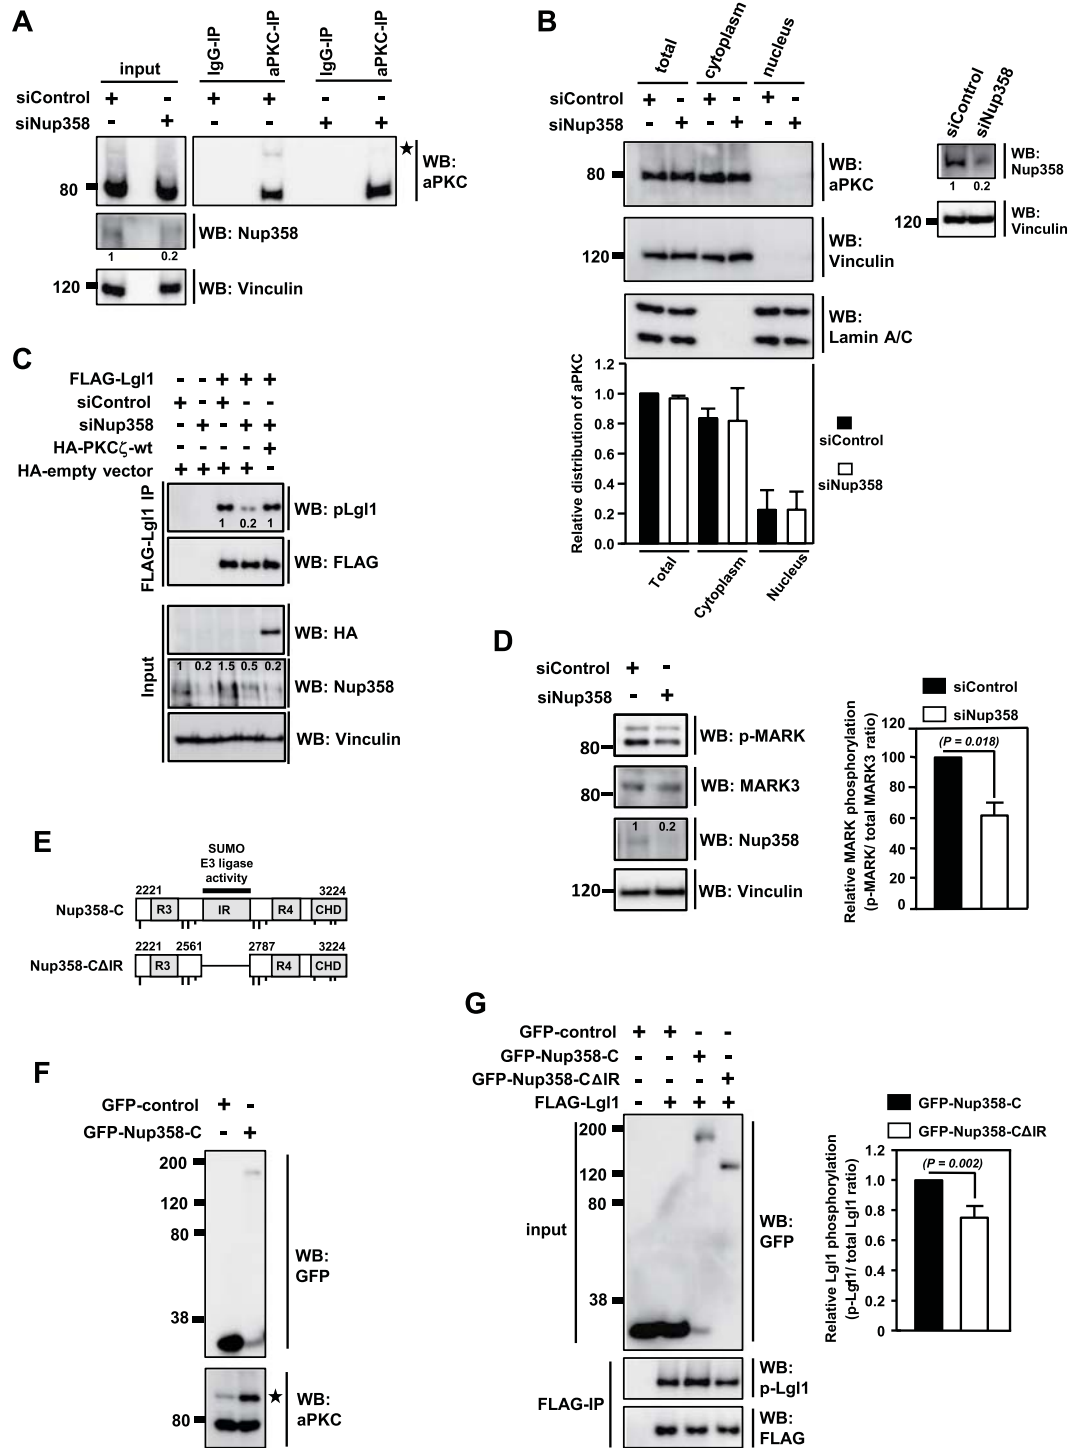 A
input
IgG-IP
aPKC-IP
IgG-IP
aPKC-IP
siControl + - + + - -
siNup358 - + - - + +
80
★
WB:
aPKC
WB: Nup358
1 0.2
120
WB: Vinculin
B
total
cytoplasm
nucleus
siControl + - + - + -
siNup358 - + - + - +
80
WB:
aPKC
120
WB:
Vinculin
WB:
Lamin A/C
siControl
siNup358
WB:
Nup358
1 0.2
120
WB:
Vinculin
Relative distribution of aPKC
1.2
1.0
0.8
0.6
0.4
0.2
0.0
Total
Cytoplasm
Nucleus
siControl
siNup358
C
FLAG-Lgl1 - - + + +
siControl + - + - -
siNup358 - + - + +
HA-PKCζ-wt - - - - +
HA-empty vector + + + + -
FLAG-Lgl1 IP
WB: pLgl1
1 0.2 1
WB: FLAG
Input
WB: HA
1 0.2 1.5 0.5 0.2
WB: Nup358
WB: Vinculin
D
siControl + -
siNup358 - +
80
WB: p-MARK
80
WB: MARK3
1 0.2
WB: Nup358
120
WB: Vinculin
siControl
siNup358
Relative MARK phosphorylation
(p-MARK/ total MARK3 ratio)
120
100
80
60
40
20
0
(P = 0.018)
E
SUMO
E3 ligase
activity
2221 3224
Nup358-C R3 IR R4 CHD
2221 2561 2787 3224
Nup358-CΔIR R3 R4 CHD
F
GFP-control + -
GFP-Nup358-C - +
200
120
80
38
WB:
GFP
80
★
WB:
aPKC
G
GFP-control + + - -
GFP-Nup358-C - - + -
GFP-Nup358-CΔIR - - - +
FLAG-Lgl1 - + + +
input
200
120
80
38
WB:
GFP
FLAG-IP
WB:
p-Lgl1
WB:
FLAG
GFP-Nup358-C
GFP-Nup358-CΔIR
Relative Lgl1 phosphorylation
(p-Lgl1/ total Lgl1 ratio)
1.2
1.0
0.8
0.6
0.4
0.2
0
(P = 0.002)